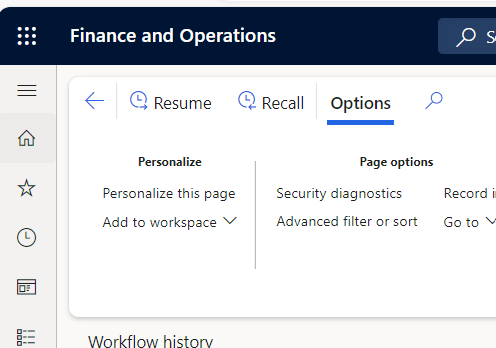 Finance and Operations
Resume Recall Options
Personalize Page options
Personalize this page Security diagnostics Record
Add to workspace Advanced filter or sort Go to
Workflow history